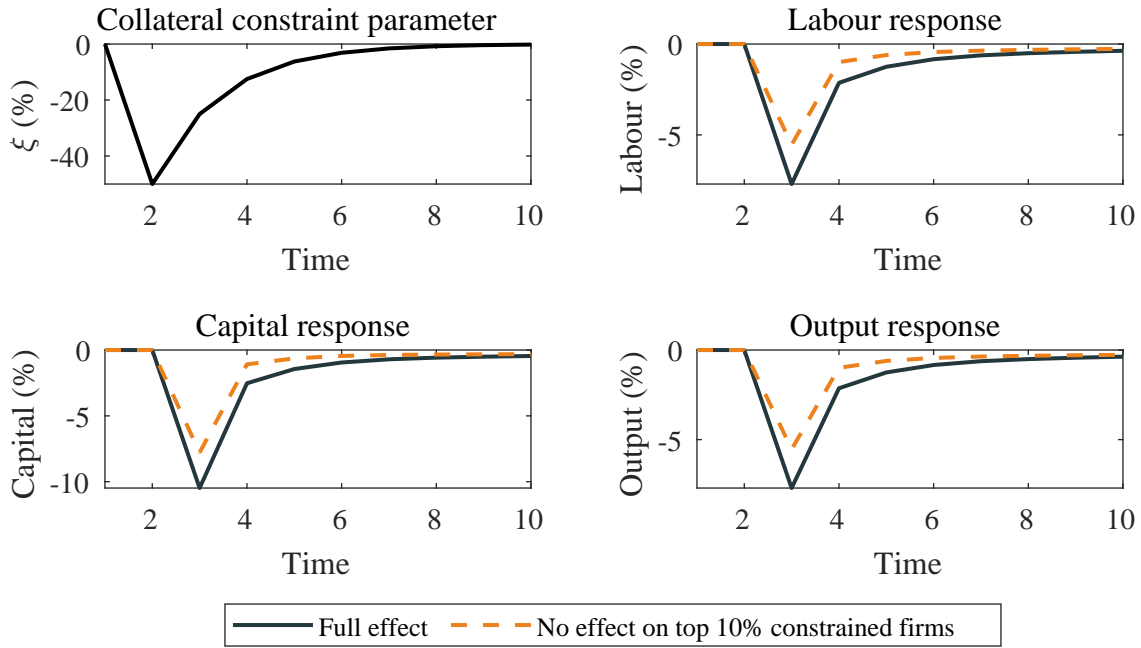 Collateral constraint parameter
0
-20
-40
ξ (%)
2 4 6 8 10
Time
Labour response
0
-5
Labour (%)
2 4 6 8 10
Time
Capital response
0
-5
-10
Capital (%)
2 4 6 8 10
Time
Output response
0
-5
Output (%)
2 4 6 8 10
Time
Full effect
No effect on top 10% constrained firms